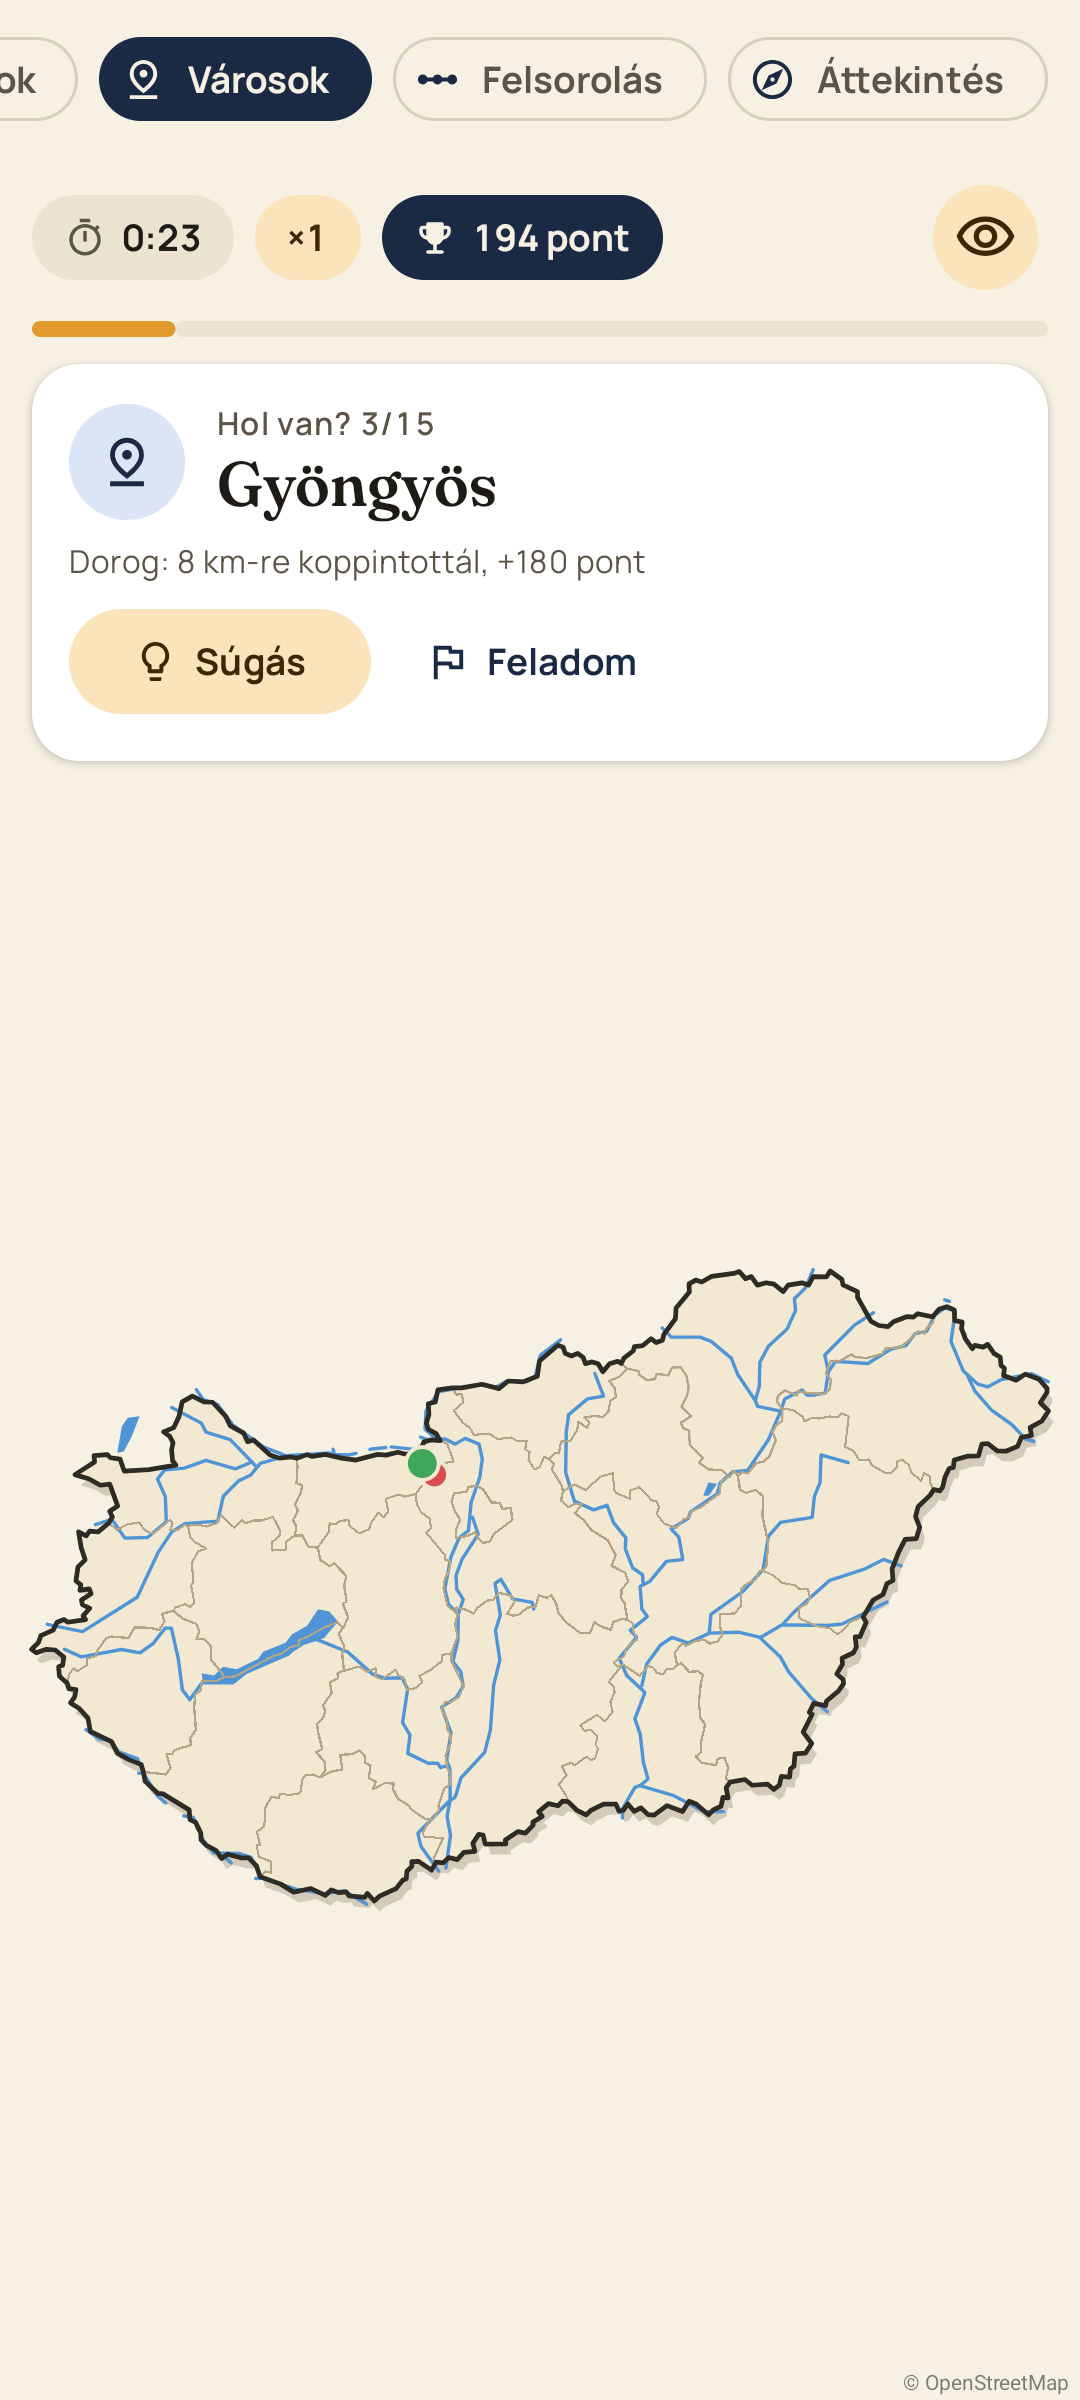 ok
Városok
Felsorolás
Áttekintés
0:23
×1
194 pont
Hol van? 3/15
Gyöngyös
Dorog: 8 km-re koppintottál, +180 pont
Súgás
Feladom
© OpenStreetMap